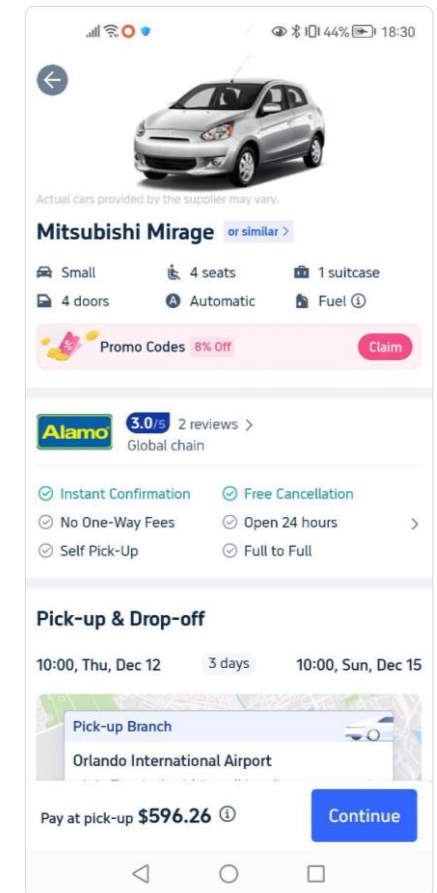 44% 18:30
Actual cars provided by the supplier may vary.
Mitsubishi Mirage or similar >
Small 4 seats 1 suitcase
4 doors A Automatic Fuel
Promo Codes 8% Off Claim
Alamo 3.0/5 2 reviews >
Global chain
Instant Confirmation Free Cancellation
No One-Way Fees Open 24 hours >
Self Pick-Up Full to Full
Pick-up & Drop-off
10:00, Thu, Dec 12 3 days 10:00, Sun, Dec 15
Pick-up Branch
Orlando International Airport
Pay at pick-up $596.26 Continue